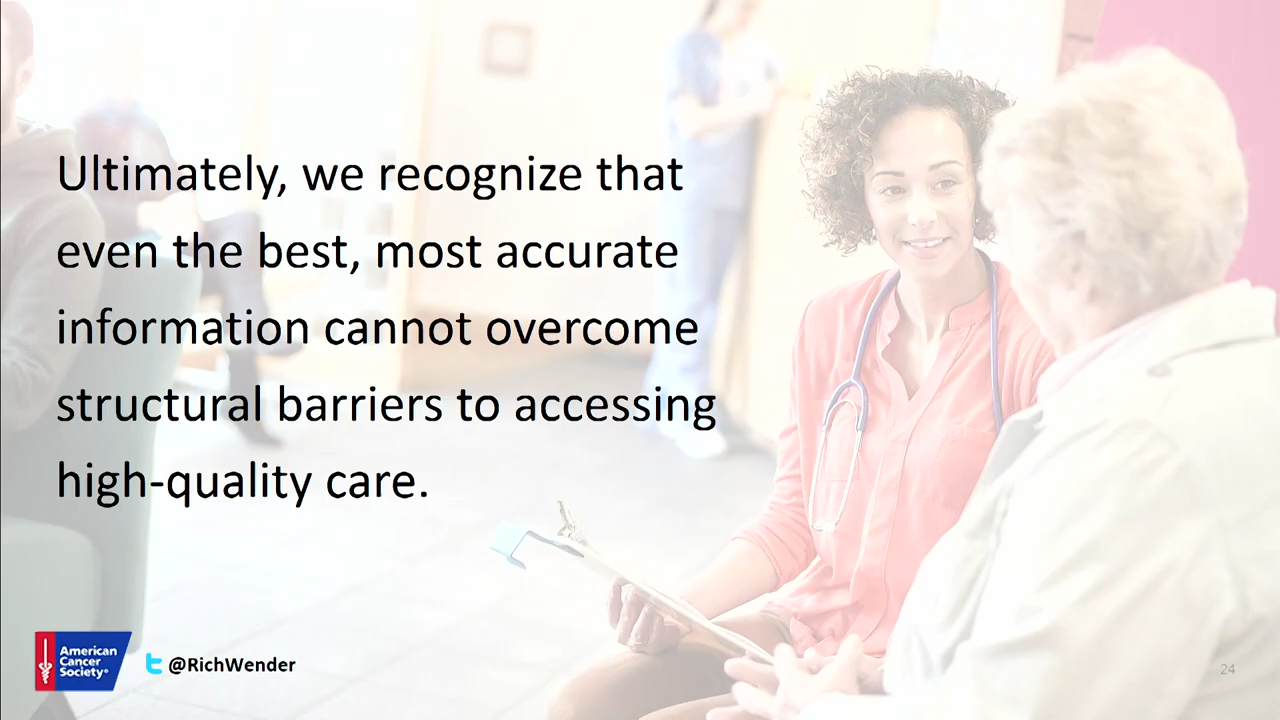 Ultimately, we recognize that
even the best, most accurate
information cannot overcome
structural barriers to accessing
high-quality care.
American
Cancer
Society®
@RichWender
24